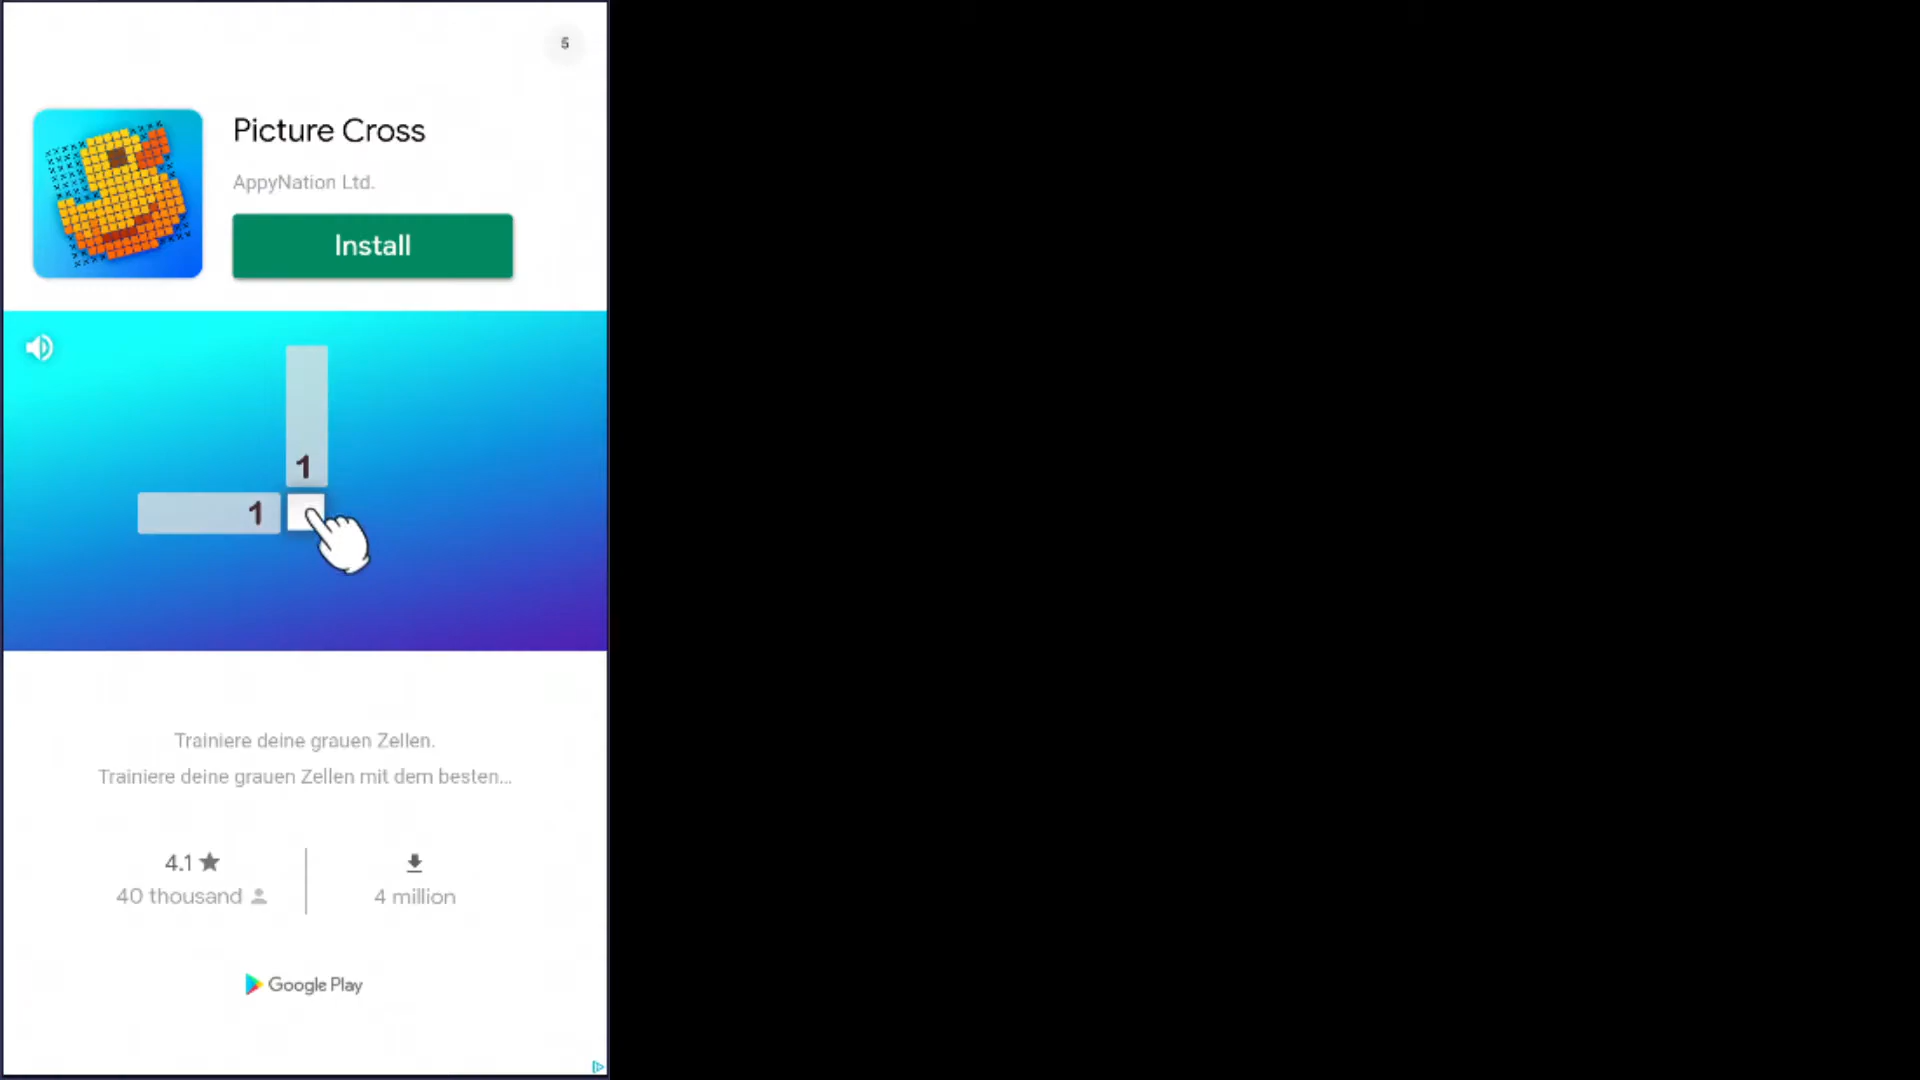 5
Picture Cross
AppyNation Ltd.
Install
1
1
Trainiere deine grauen Zellen.
Trainiere deine grauen Zellen mit dem besten...
4.1
40 thousand
4 million
Google Play